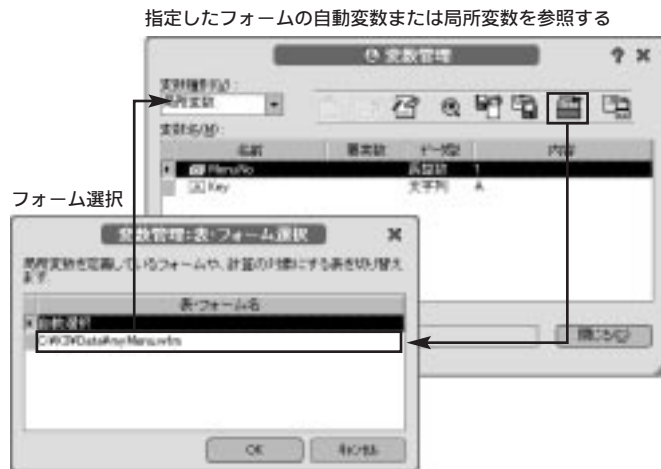 指定したフォームの自動変数または局所変数を参照する
変数管理
変数種別(V):
局所変数
変数名(M):
名前 要素数 データ型 内容
MenuNo 長整数 1
Key 文字列 A
フォーム選択
変数管理:表・フォーム選択
局所変数を定義しているフォームや、計算の対象にする表を切り替え
ます
表・フォーム名
自動選択
閉じる(C)
OK キャンセル